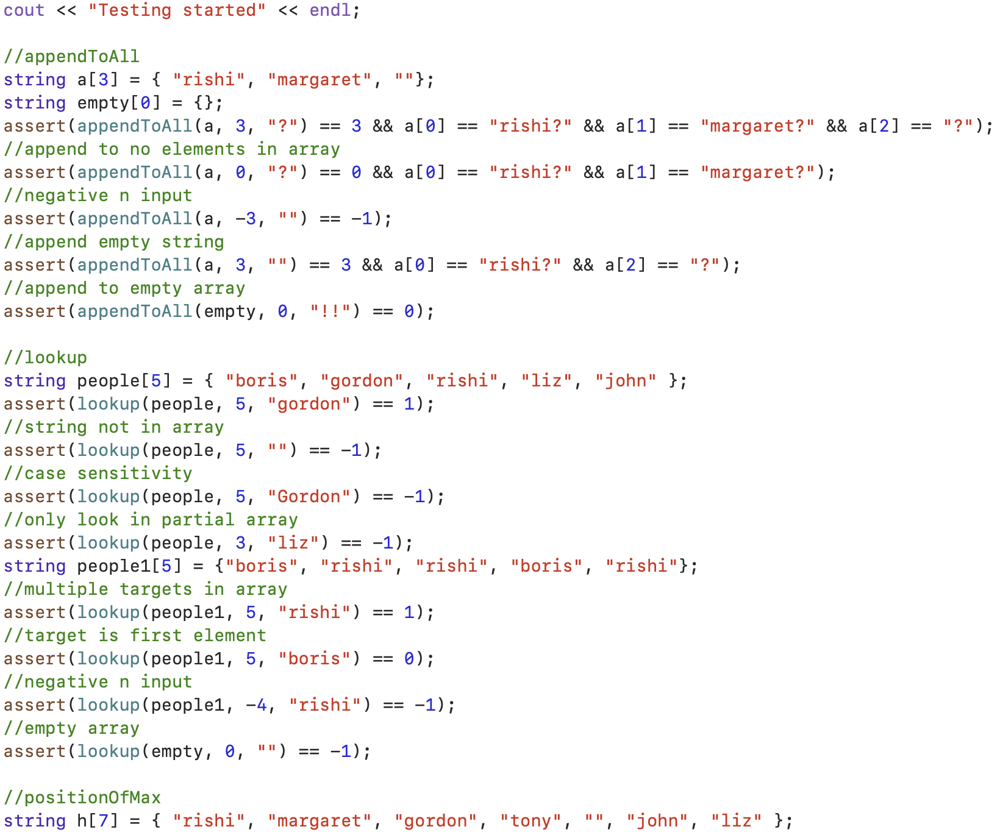 cout << "Testing started" << endl;
//appendToAll
string a[3] = { "rishi", "margaret", ""};
string empty[0] = {};
assert(appendToAll(a, 3, "?") == 3 && a[0] == "rishi?" && a[1] == "margaret?" && a[2] == "?");
//append to no elements in array
assert(appendToAll(a, 0, "?") == 0 && a[0] == "rishi?" && a[1] == "margaret?");
//negative n input
assert(appendToAll(a, −3, "") == −1);
//append empty string
assert(appendToAll(a, 3, "") == 3 && a[0] == "rishi?" && a[2] == "?");
//append to empty array
assert(appendToAll(empty, 0, "!!") == 0);
//lookup
string people[5] = { "boris", "gordon", "rishi", "liz", "john" };
assert(lookup(people, 5, "gordon") == 1);
//string not in array
assert(lookup(people, 5, "") == −1);
//case sensitivity
assert(lookup(people, 5, "Gordon") == −1);
//only look in partial array
assert(lookup(people, 3, "liz") == −1);
string people1[5] = {"boris", "rishi", "rishi", "boris", "rishi"};
//multiple targets in array
assert(lookup(people1, 5, "rishi") == 1);
//target is first element
assert(lookup(people1, 5, "boris") == 0);
//negative n input
assert(lookup(people1, −4, "rishi") == −1);
//empty array
assert(lookup(empty, 0, "") == −1);
//positionOfMax
string h[7] = { "rishi", "margaret", "gordon", "tony", "", "john", "liz" };